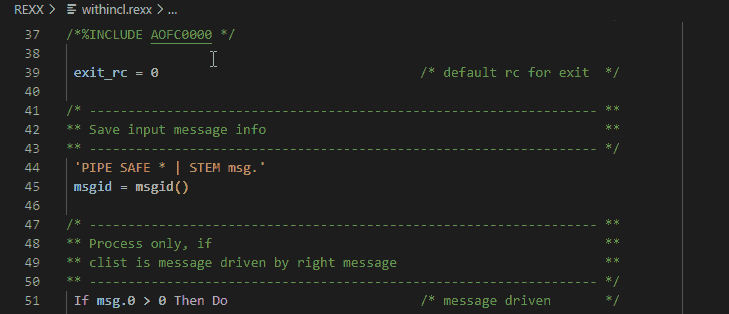 REXX > withincl.rexx > ...
37 /*%INCLUDE AOFC0000 */
38
39 exit_rc = 0 /* default rc for exit */
40
41 /* ------------------------------------------------------------------ **
42 ** Save input message info **
43 ** ------------------------------------------------------------------ */
44 'PIPE SAFE * | STEM msg.'
45 msgid = msgid()
46
47 /* ------------------------------------------------------------------ **
48 ** Process only, if **
49 ** clist is message driven by right message **
50 ** ------------------------------------------------------------------ */
51 If msg.0 > 0 Then Do /* message driven */